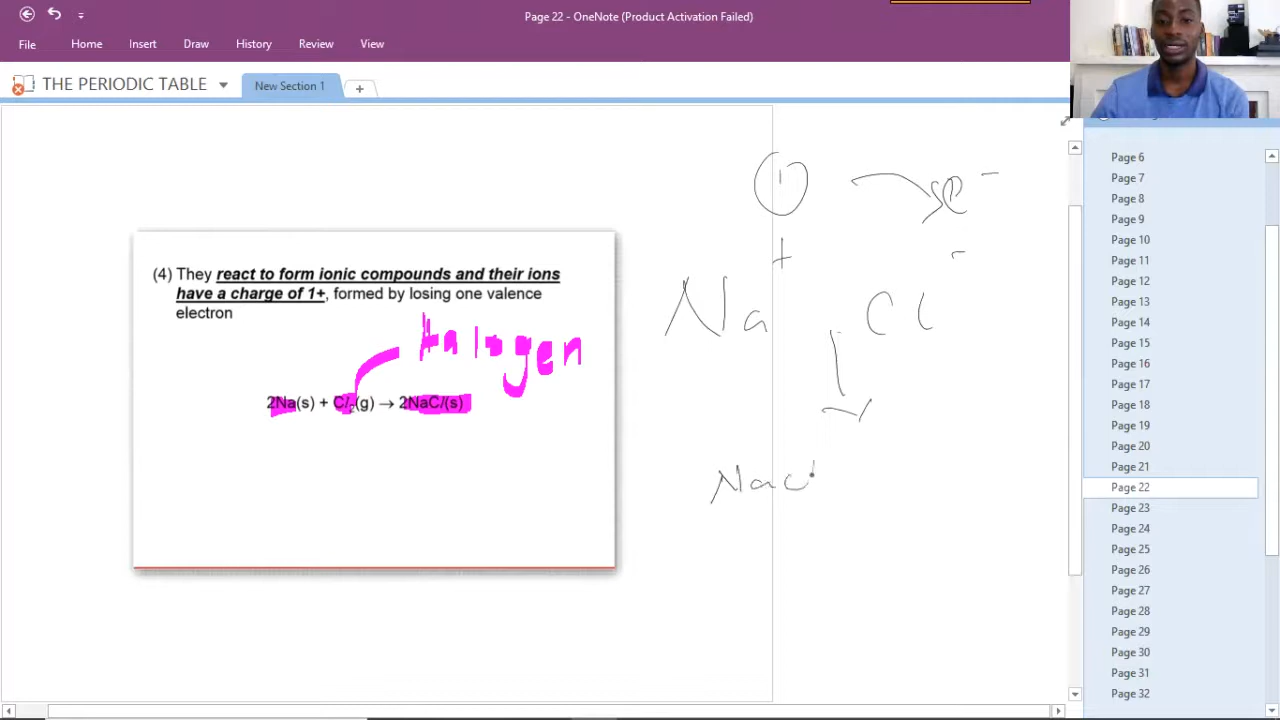 Page 22 - OneNote (Product Activation Failed)
File Home Insert Draw History Review View
THE PERIODIC TABLE New Section 1
(4) They react to form ionic compounds and their ions
have a charge of 1+, formed by losing one valence
electron
Halogen
2Na(s) + Cl₂(g) → 2NaCl(s)
1 e⁻
+ -
Na Cl
NaCl
Page 6
Page 7
Page 8
Page 9
Page 10
Page 11
Page 12
Page 13
Page 14
Page 15
Page 16
Page 17
Page 18
Page 19
Page 20
Page 21
Page 22
Page 23
Page 24
Page 25
Page 26
Page 27
Page 28
Page 29
Page 30
Page 31
Page 32